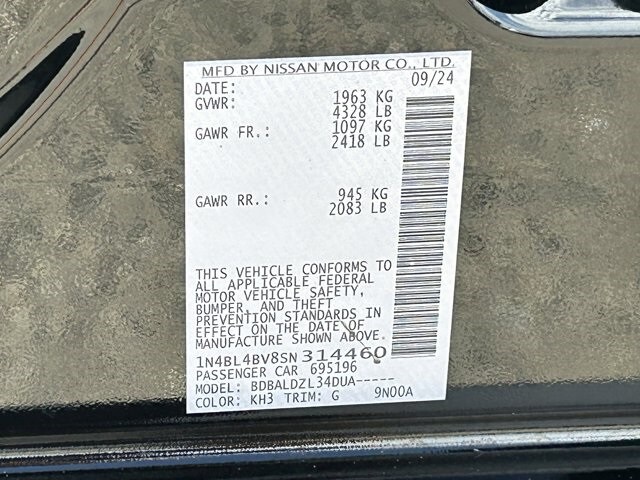 MFD BY NISSAN MOTOR CO., LTD.
DATE: 09/24
GVWR: 1963 KG
4328 LB
GAWR FR.: 1097 KG
2418 LB
GAWR RR.: 945 KG
2083 LB
THIS VEHICLE CONFORMS TO
ALL APPLICABLE FEDERAL
MOTOR VEHICLE SAFETY,
BUMPER, AND THEFT
PREVENTION STANDARDS IN
EFFECT ON THE DATE OF
MANUFACTURE SHOWN ABOVE.
1N4BL4BV8SN314460
PASSENGER CAR 695196
MODEL: BDBALDZL34DUA-----
COLOR: KH3 TRIM: G 9N00A